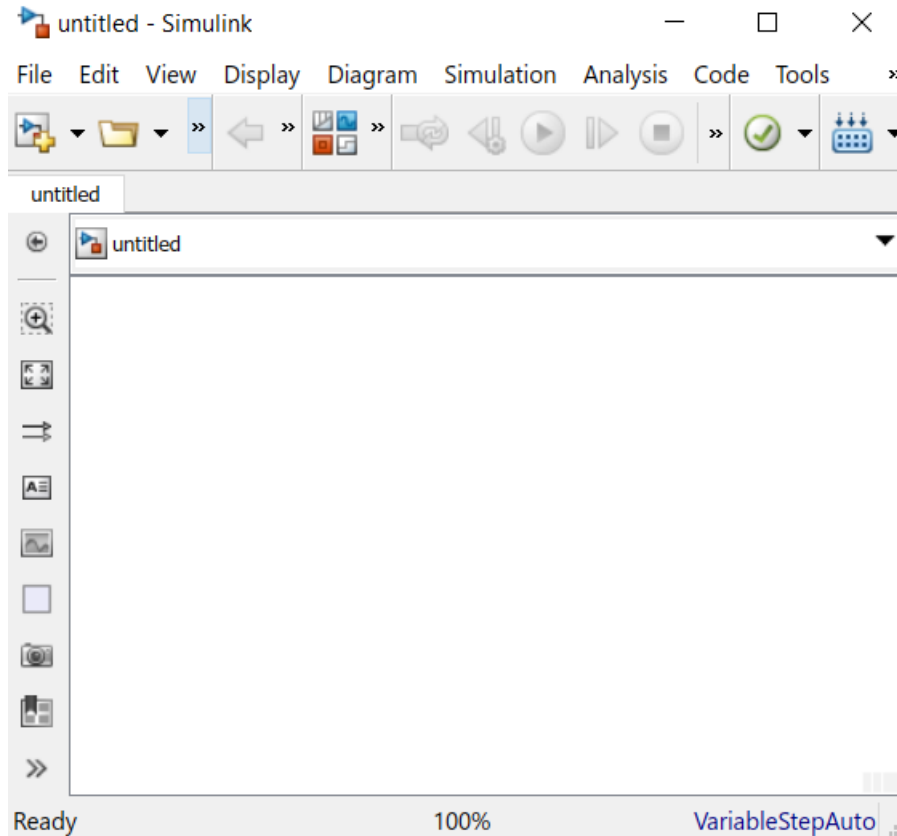 untitled - Simulink
File Edit View Display Diagram Simulation Analysis Code Tools »
untitled
untitled
Ready 100% VariableStepAuto